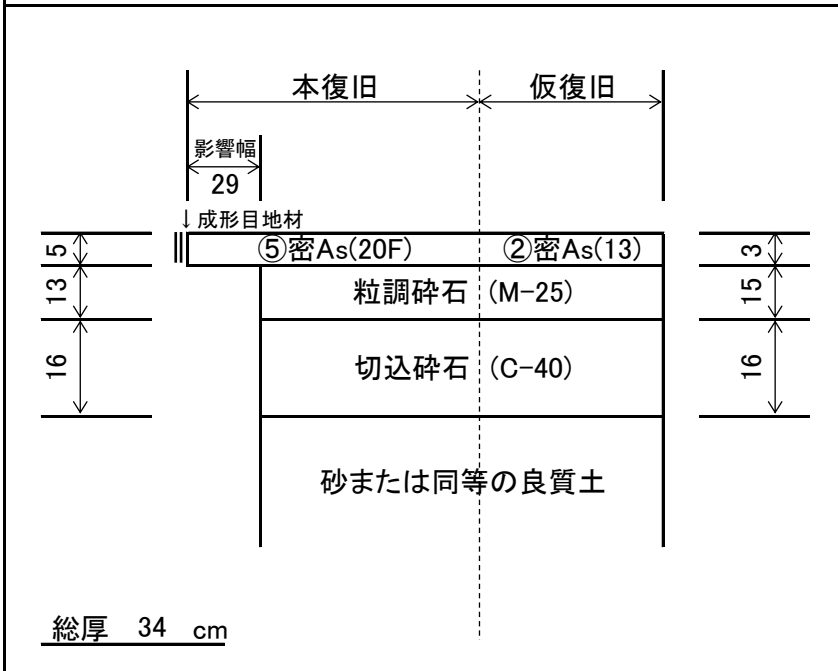 本復旧 仮復旧
影響幅
29
↓成形目地材
5 ⑤密As(20F) ②密As(13) 3
13 粒調砕石 (M-25) 15
16 切込砕石 (C-40) 16
砂または同等の良質土
総厚 34 cm